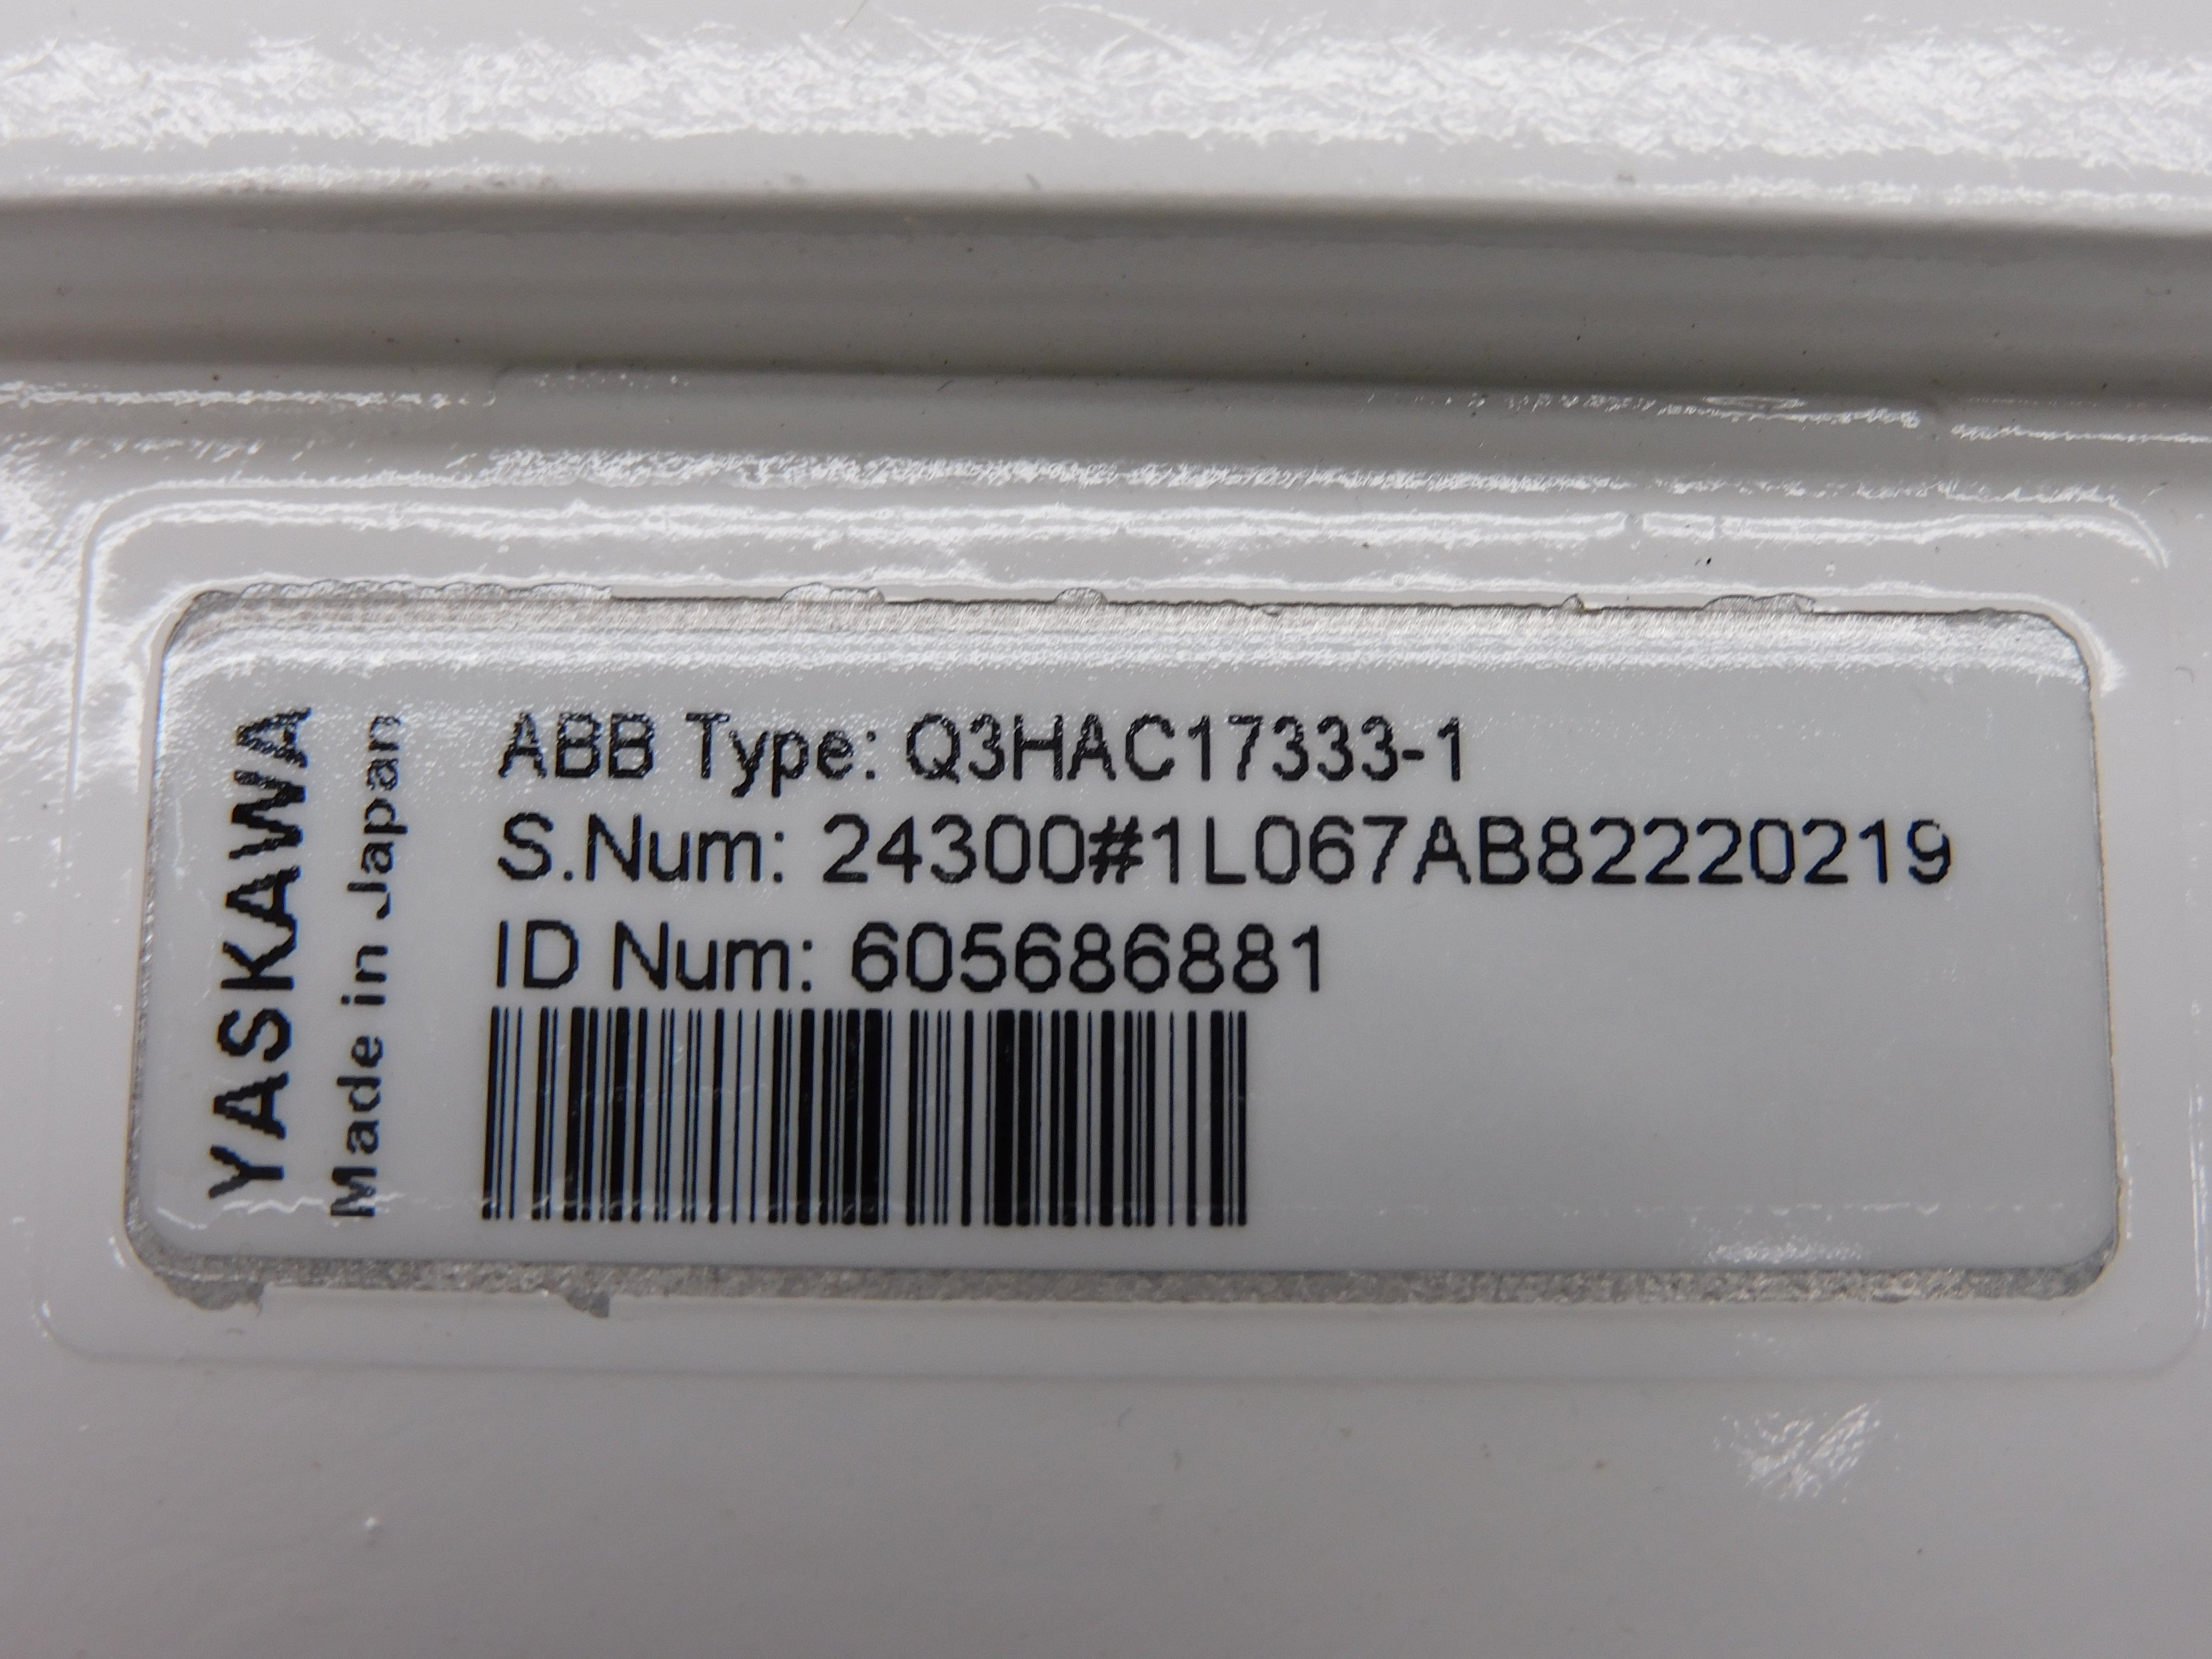 YASKAWA
Made in Japan
ABB Type: Q3HAC17333-1
S.Num: 24300#1L067AB82220219
ID Num: 605686881